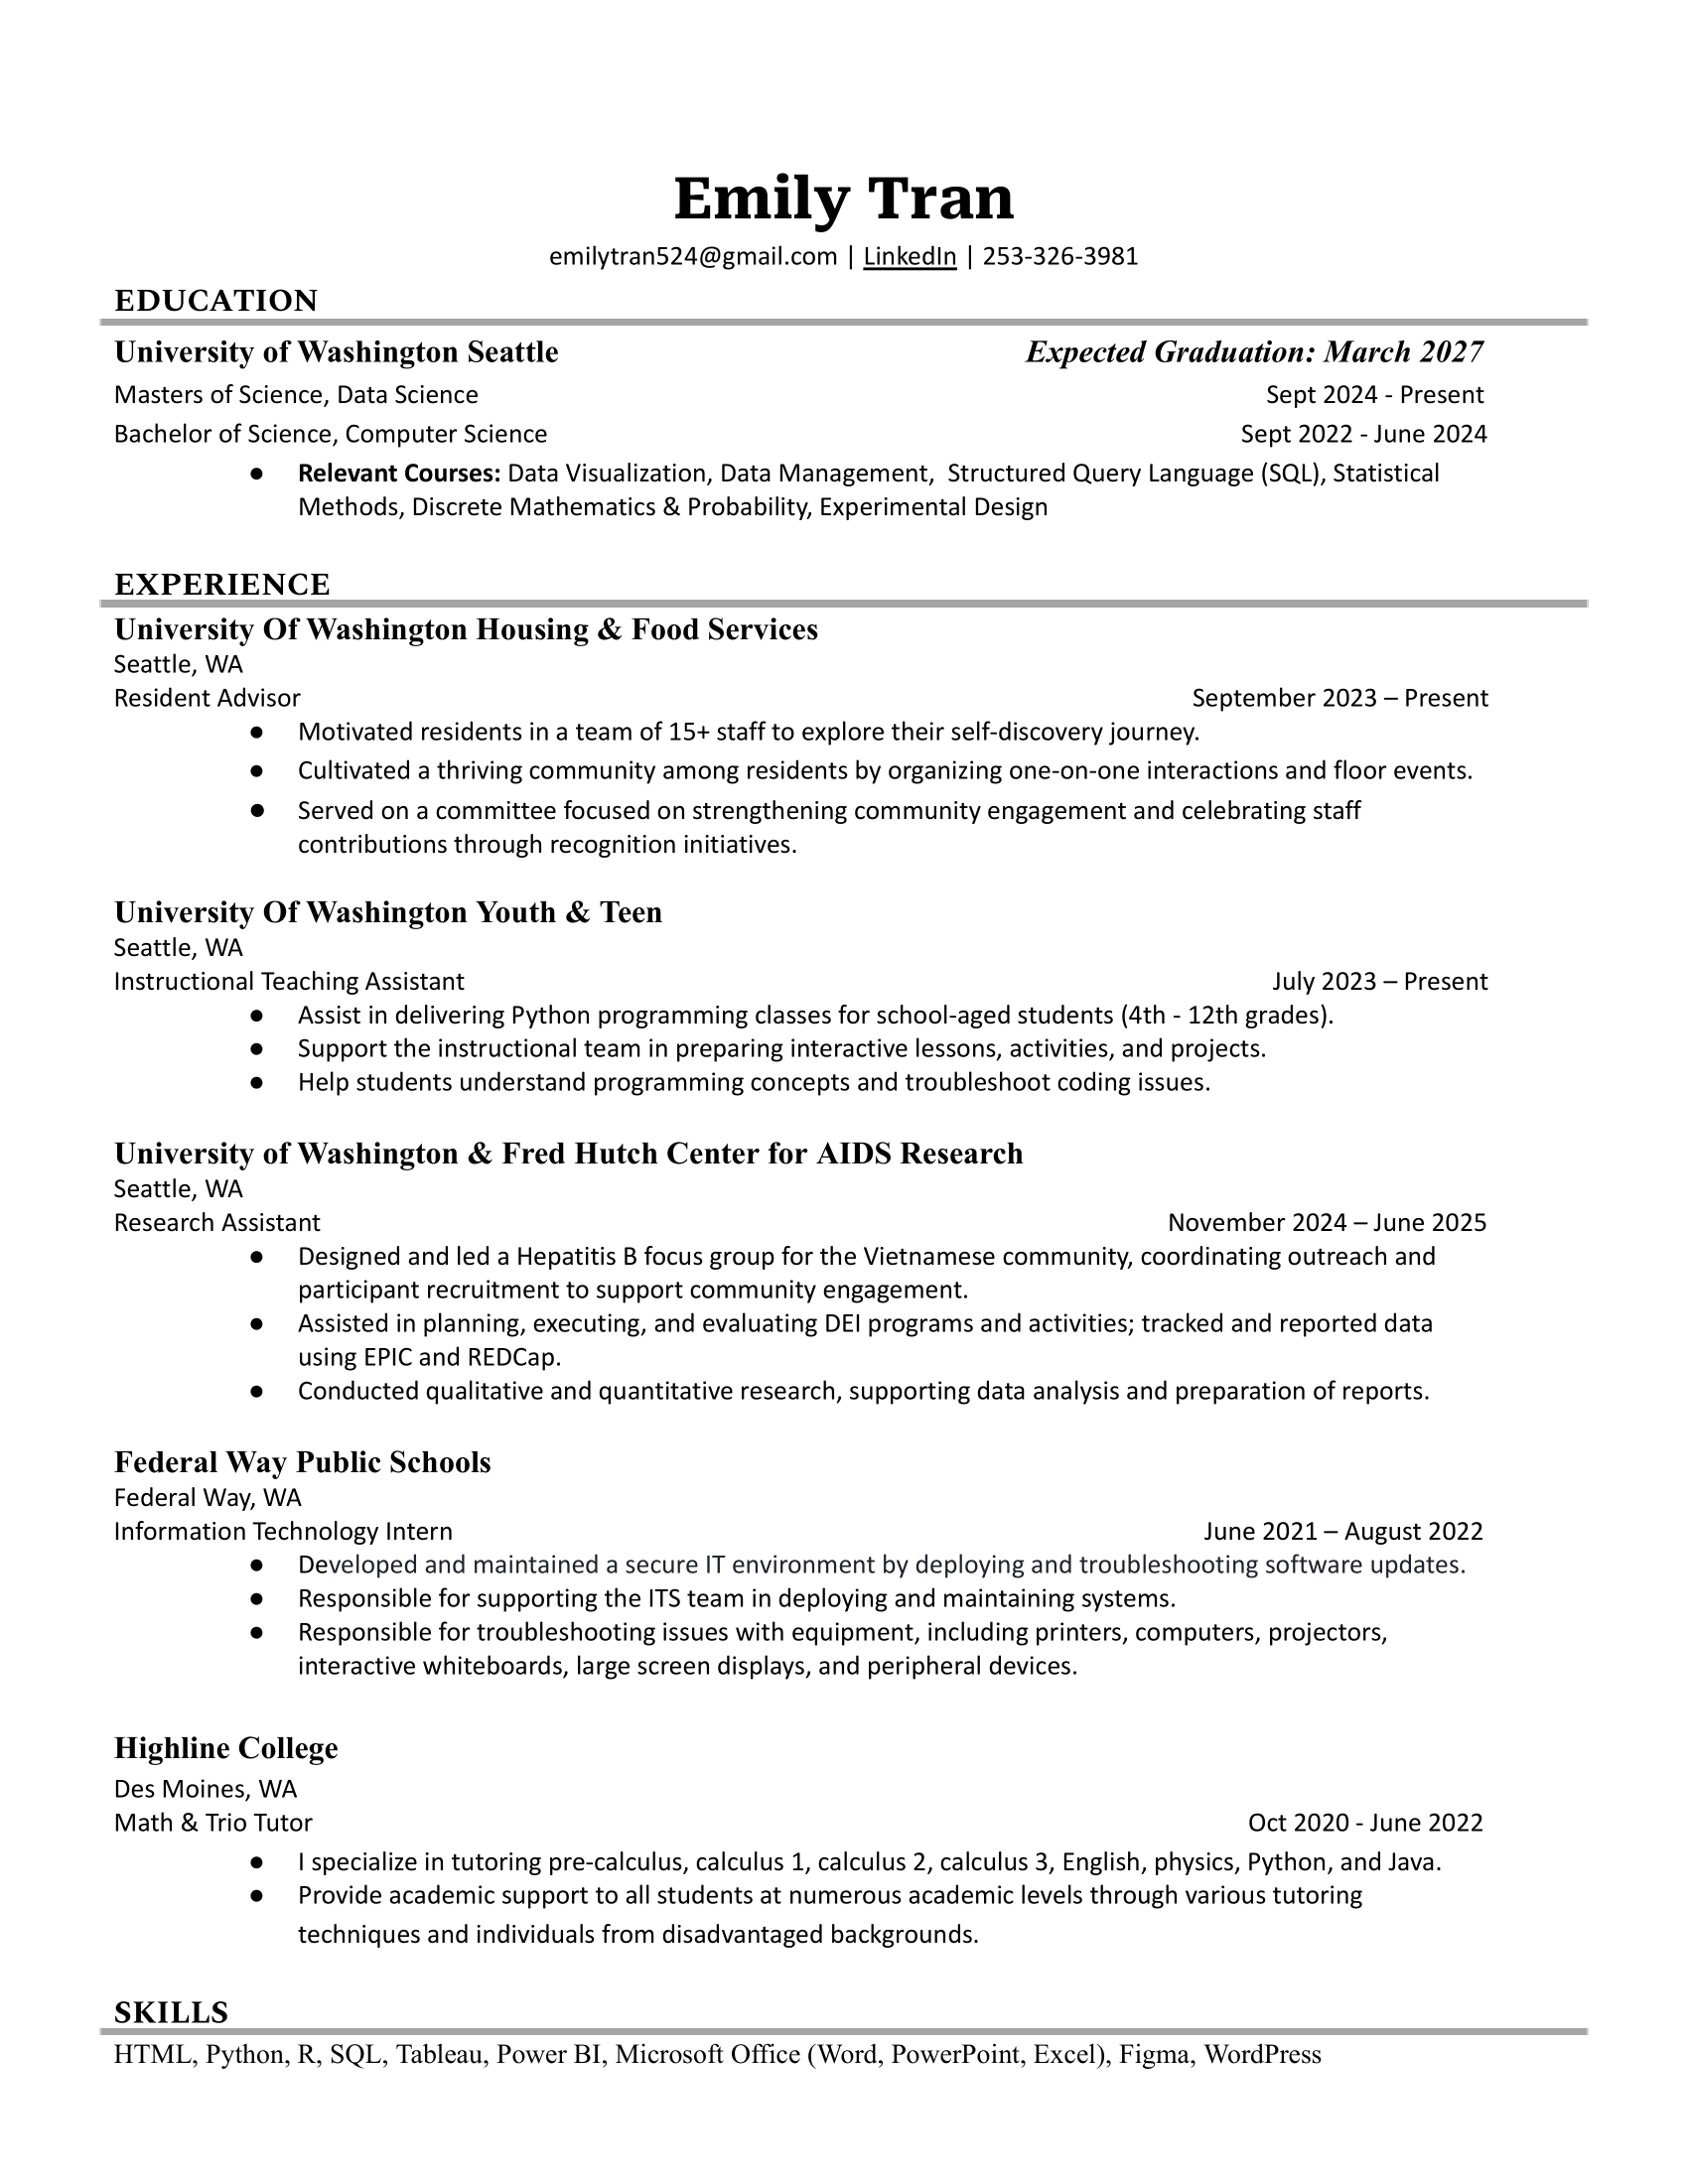 Emily Tran
emilytran524@gmail.com | LinkedIn | 253-326-3981
EDUCATION
University of Washington Seattle Expected Graduation: March 2027
Masters of Science, Data Science Sept 2024 - Present
Bachelor of Science, Computer Science Sept 2022 - June 2024
● Relevant Courses: Data Visualization, Data Management,  Structured Query Language (SQL), Statistical
Methods, Discrete Mathematics & Probability, Experimental Design
EXPERIENCE
University Of Washington Housing & Food Services
Seattle, WA
Resident Advisor September 2023 – Present
● Motivated residents in a team of 15+ staff to explore their self-discovery journey.
● Cultivated a thriving community among residents by organizing one-on-one interactions and floor events.
● Served on a committee focused on strengthening community engagement and celebrating staff
contributions through recognition initiatives.
University Of Washington Youth & Teen
Seattle, WA
Instructional Teaching Assistant July 2023 – Present
● Assist in delivering Python programming classes for school-aged students (4th - 12th grades).
● Support the instructional team in preparing interactive lessons, activities, and projects.
● Help students understand programming concepts and troubleshoot coding issues.
University of Washington & Fred Hutch Center for AIDS Research
Seattle, WA
Research Assistant November 2024 – June 2025
● Designed and led a Hepatitis B focus group for the Vietnamese community, coordinating outreach and
participant recruitment to support community engagement.
● Assisted in planning, executing, and evaluating DEI programs and activities; tracked and reported data
using EPIC and REDCap.
● Conducted qualitative and quantitative research, supporting data analysis and preparation of reports.
Federal Way Public Schools
Federal Way, WA
Information Technology Intern June 2021 – August 2022
● Developed and maintained a secure IT environment by deploying and troubleshooting software updates.
● Responsible for supporting the ITS team in deploying and maintaining systems.
● Responsible for troubleshooting issues with equipment, including printers, computers, projectors,
interactive whiteboards, large screen displays, and peripheral devices.
Highline College
Des Moines, WA
Math & Trio Tutor Oct 2020 - June 2022
● I specialize in tutoring pre-calculus, calculus 1, calculus 2, calculus 3, English, physics, Python, and Java.
● Provide academic support to all students at numerous academic levels through various tutoring
techniques and individuals from disadvantaged backgrounds.
SKILLS
HTML, Python, R, SQL, Tableau, Power BI, Microsoft Office (Word, PowerPoint, Excel), Figma, WordPress